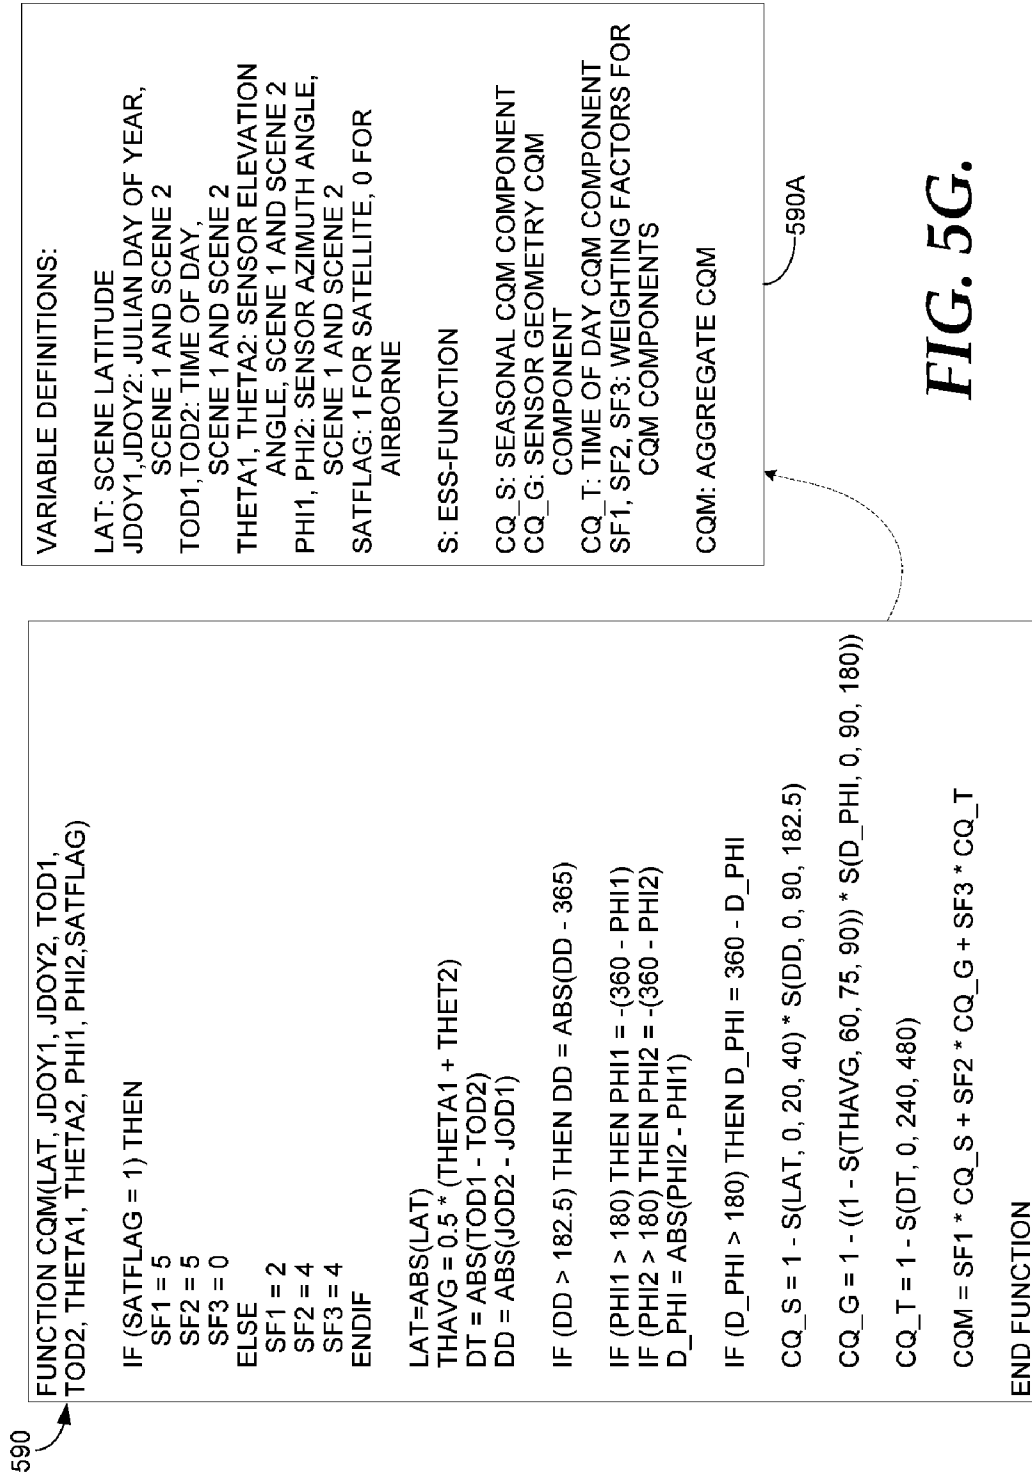 590
FUNCTION CQM(LAT, JDOY1, JDOY2, TOD1,
TOD2, THETA1, THETA2, PHI1, PHI2,SATFLAG)
IF (SATFLAG = 1) THEN
SF1 = 5
SF2 = 5
SF3 = 0
ELSE
SF1 = 2
SF2 = 4
SF3 = 4
ENDIF
LAT=ABS(LAT)
THAVG = 0.5 * (THETA1 + THET2)
DT = ABS(TOD1 - TOD2)
DD = ABS(JOD2 - JOD1)
IF (DD > 182.5) THEN DD = ABS(DD - 365)
IF (PHI1 > 180) THEN PHI1 = -(360 - PHI1)
IF (PHI2 > 180) THEN PHI2 = -(360 - PHI2)
D_PHI = ABS(PHI2 - PHI1)
IF (D_PHI > 180) THEN D_PHI = 360 - D_PHI
CQ_S = 1 - S(LAT, 0, 20, 40) * S(DD, 0, 90, 182.5)
CQ_G = 1 - ((1 - S(THAVG, 60, 75, 90)) * S(D_PHI, 0, 90, 180))
CQ_T = 1 - S(DT, 0, 240, 480)
CQM = SF1 * CQ_S + SF2 * CQ_G + SF3 * CQ_T
END FUNCTION
VARIABLE DEFINITIONS:
LAT: SCENE LATITUDE
JDOY1,JDOY2: JULIAN DAY OF YEAR,
SCENE 1 AND SCENE 2
TOD1,TOD2: TIME OF DAY,
SCENE 1 AND SCENE 2
THETA1, THETA2: SENSOR ELEVATION
ANGLE, SCENE 1 AND SCENE 2
PHI1, PHI2: SENSOR AZIMUTH ANGLE,
SCENE 1 AND SCENE 2
SATFLAG: 1 FOR SATELLITE, 0 FOR
AIRBORNE
S: ESS-FUNCTION
CQ_S: SEASONAL CQM COMPONENT
CQ_G: SENSOR GEOMETRY CQM
COMPONENT
CQ_T: TIME OF DAY CQM COMPONENT
SF1, SF2, SF3: WEIGHTING FACTORS FOR
CQM COMPONENTS
CQM: AGGREGATE CQM
590A
FIG. 5G.